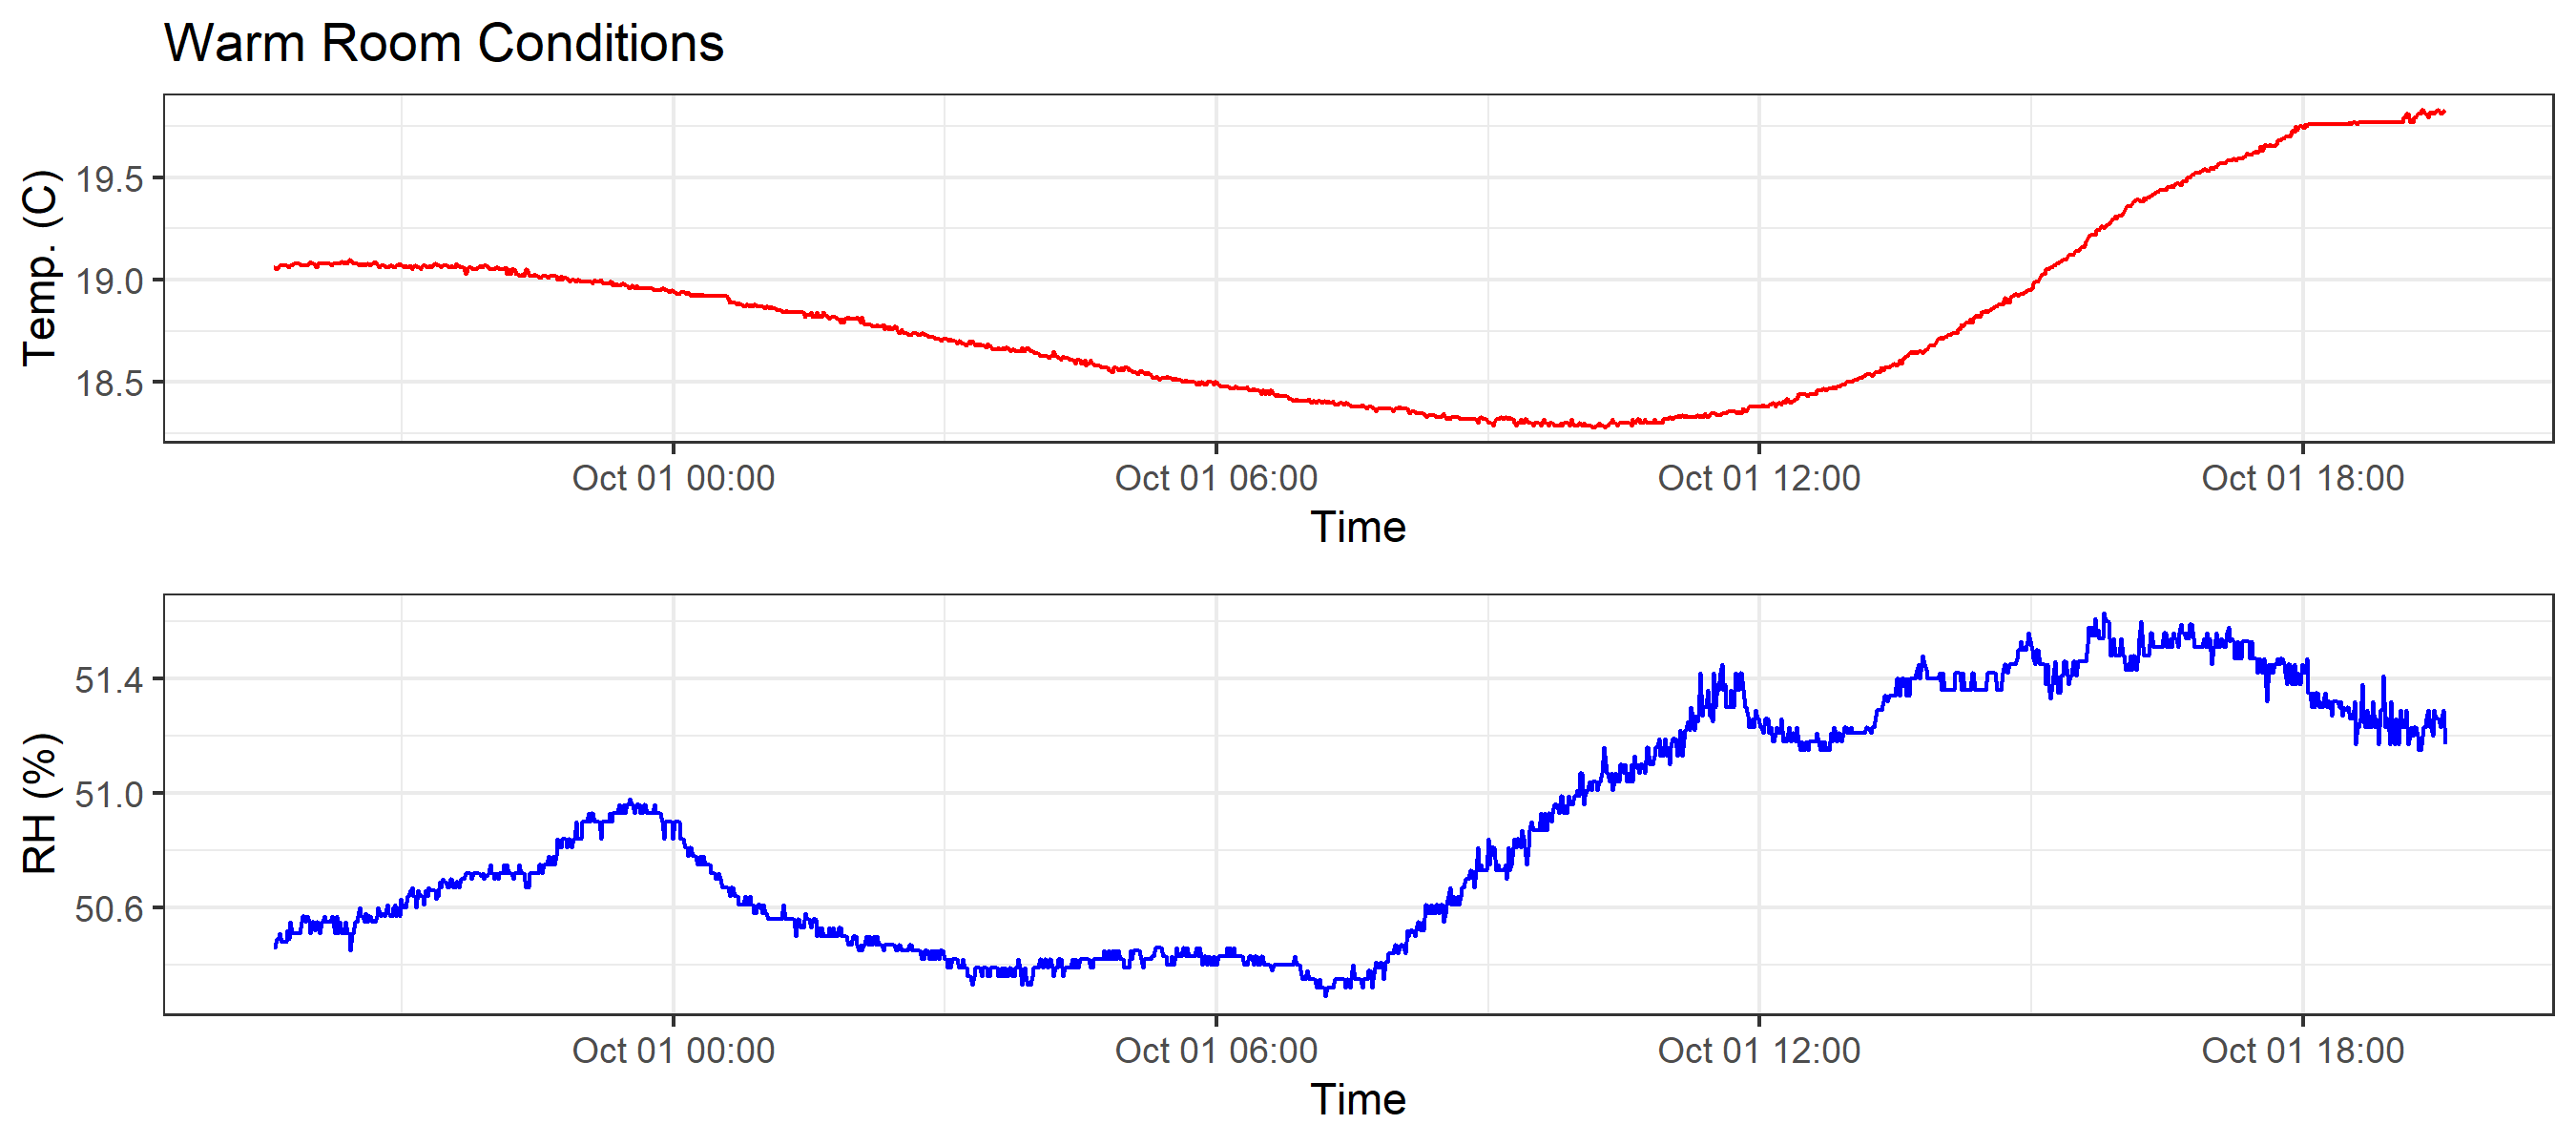 Warm Room Conditions
Temp. (C)
19.5
19.0
18.5
Oct 01 00:00 Oct 01 06:00 Oct 01 12:00 Oct 01 18:00
Time
RH (%)
51.4
51.0
50.6
Oct 01 00:00 Oct 01 06:00 Oct 01 12:00 Oct 01 18:00
Time